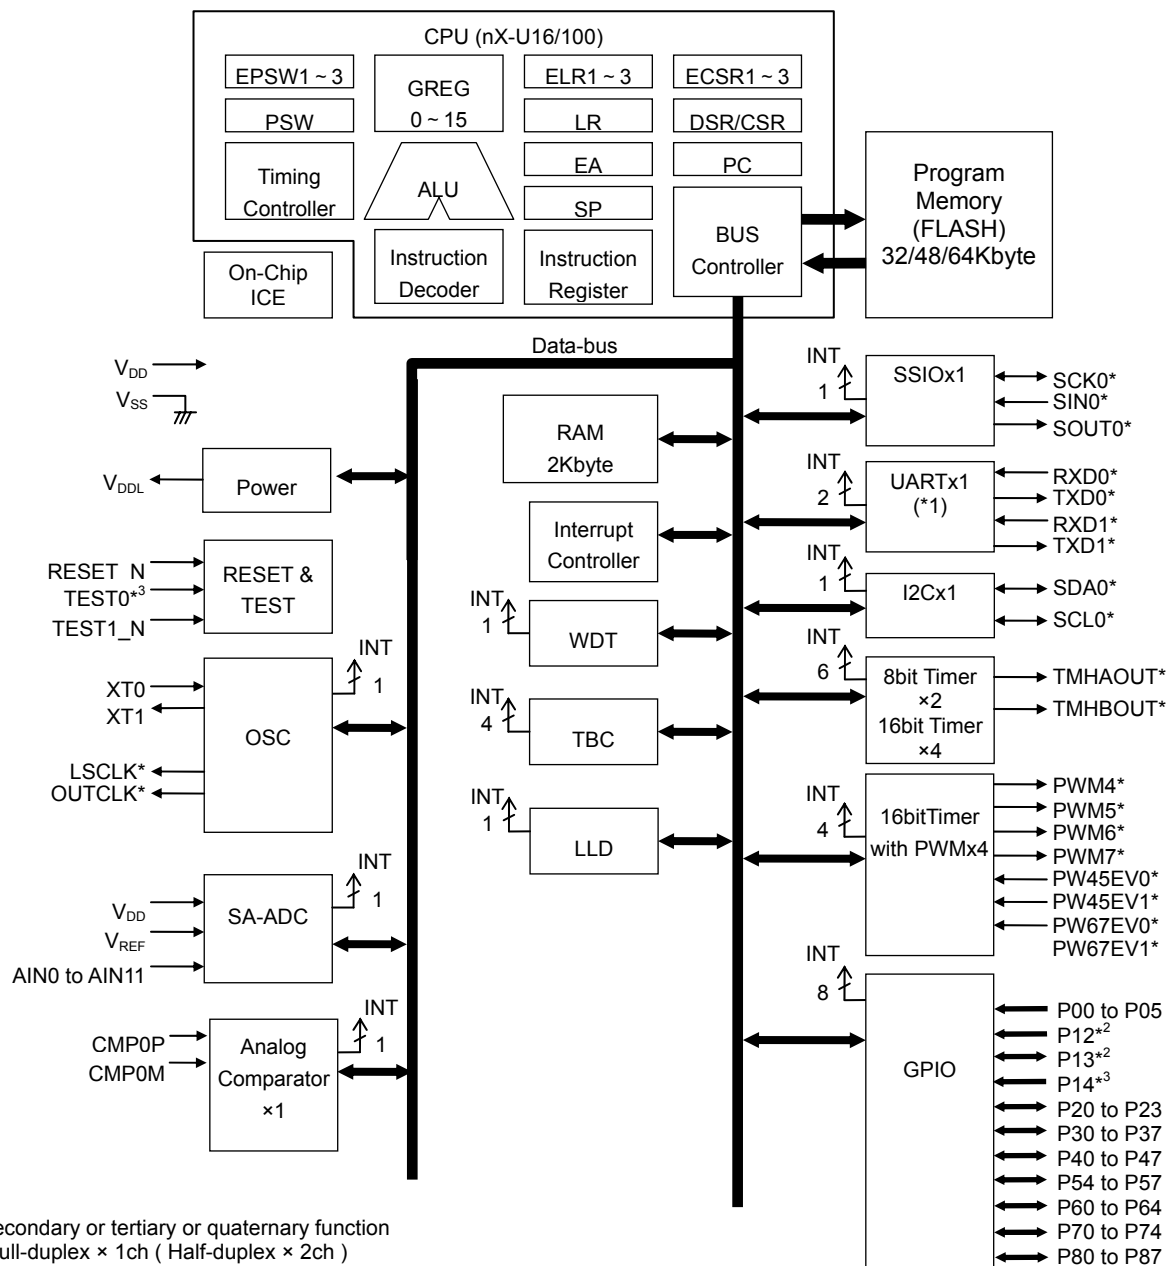 CPU (nX-U16/100)
EPSW1 ~ 3
GREG
0 ~ 15
ELR1 ~ 3
ECSR1 ~ 3
PSW
LR
DSR/CSR
Timing
Controller
ALU
EA
PC
SP
BUS
Controller
Program
Memory
(FLASH)
32/48/64Kbyte
On-Chip
ICE
Instruction
Decoder
Instruction
Register
Data-bus
VDD
VSS
VDDL
Power
RESET_N
TEST0*3
TEST1_N
RESET &
TEST
XT0
XT1
LSCLK*
OUTCLK*
OSC
INT
1
VDD
VREF
AIN0 to AIN11
SA-ADC
INT
1
CMP0P
CMP0M
Analog
Comparator
×1
INT
1
RAM
2Kbyte
Interrupt
Controller
INT
1
WDT
INT
4
TBC
INT
1
LLD
INT
1
SSIOx1
SCK0*
SIN0*
SOUT0*
INT
2
UARTx1
(*1)
RXD0*
TXD0*
RXD1*
TXD1*
INT
1
I2Cx1
SDA0*
SCL0*
INT
6
8bit Timer
×2
16bit Timer
×4
TMHAOUT*
TMHBOUT*
INT
4
16bitTimer
with PWMx4
PWM4*
PWM5*
PWM6*
PWM7*
PW45EV0*
PW45EV1*
PW67EV0*
PW67EV1*
INT
8
GPIO
P00 to P05
P12*2
P13*2
P14*3
P20 to P23
P30 to P37
P40 to P47
P54 to P57
P60 to P64
P70 to P74
P80 to P87
econdary or tertiary or quaternary function
ull-duplex × 1ch ( Half-duplex × 2ch )